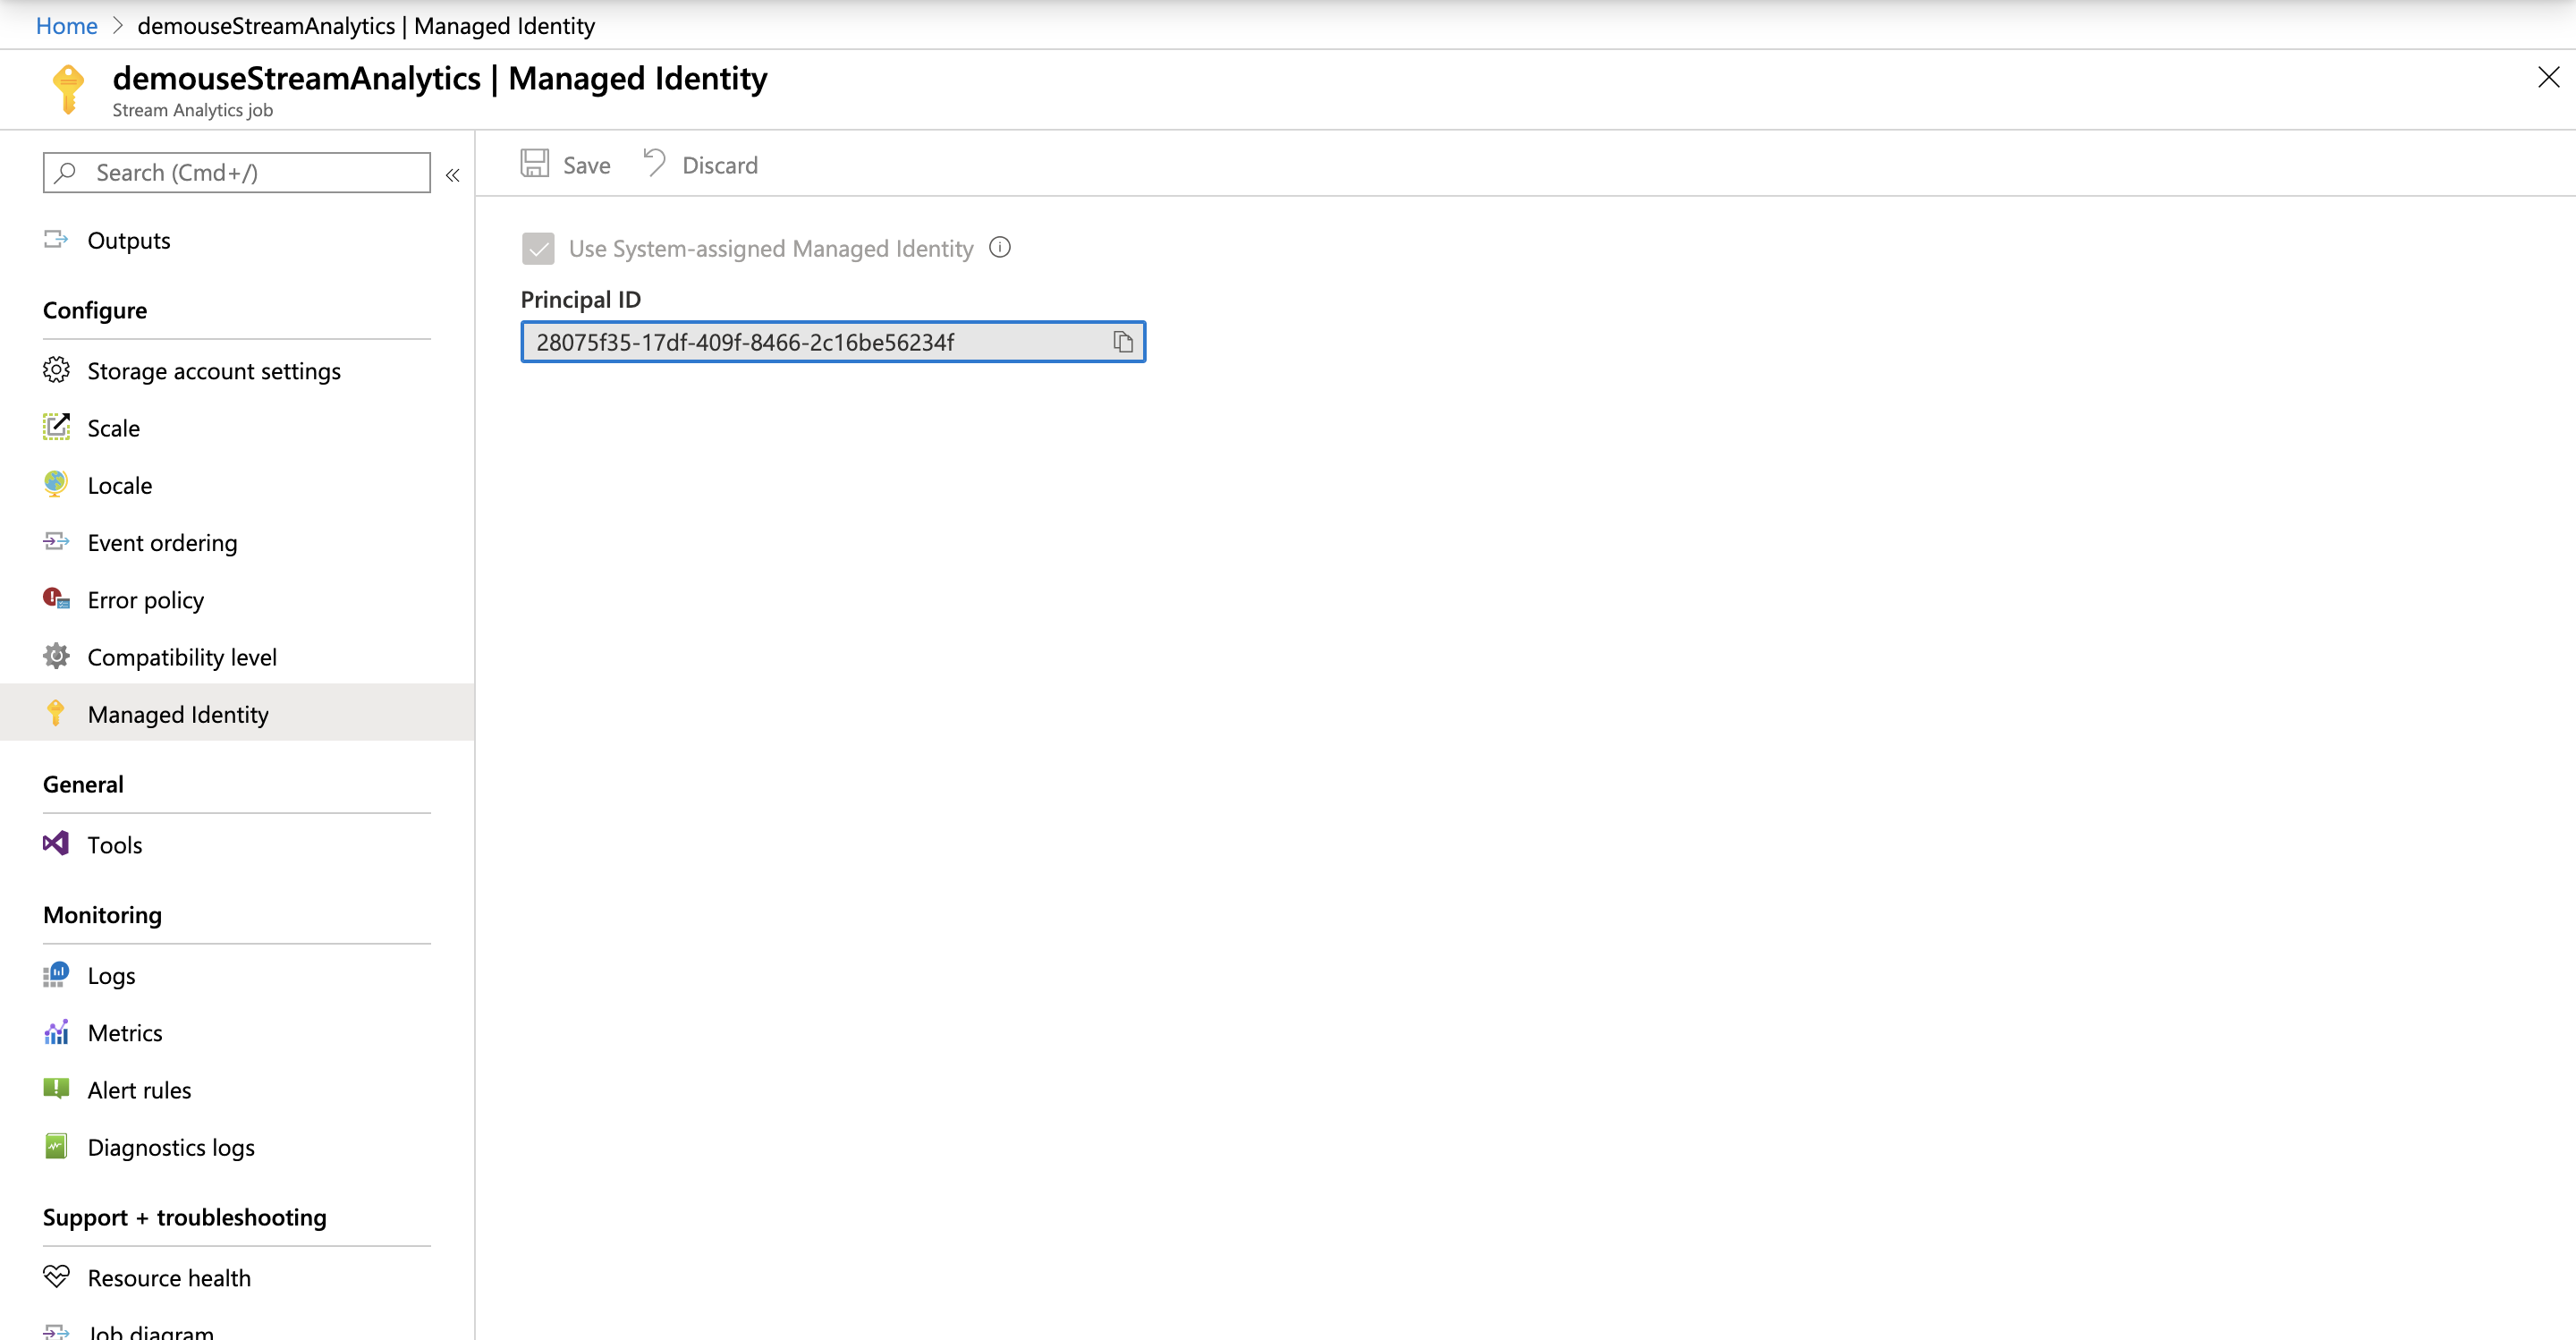 Home > demouseStreamAnalytics | Managed Identity
demouseStreamAnalytics | Managed Identity
Stream Analytics job
Search (Cmd+/)
«
Save
Discard
Outputs
Use System-assigned Managed Identity
Principal ID
28075f35-17df-409f-8466-2c16be56234f
Configure
Storage account settings
Scale
Locale
Event ordering
Error policy
Compatibility level
Managed Identity
General
Tools
Monitoring
Logs
Metrics
Alert rules
Diagnostics logs
Support + troubleshooting
Resource health
Job diagram